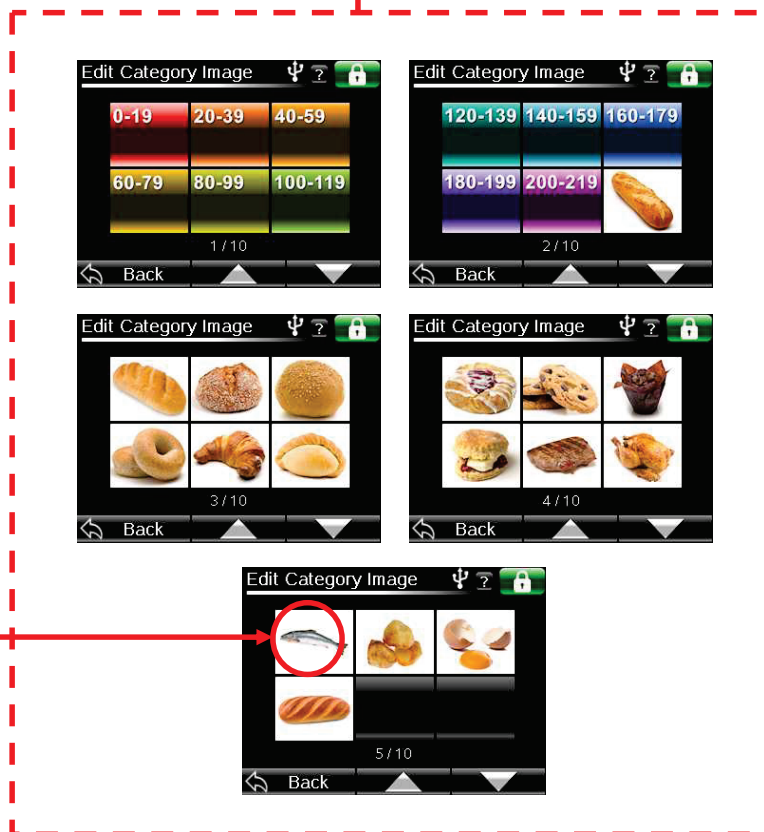 Edit Category Image ?
0-19 20-39 40-59
60-79 80-99 100-119
1/10
Back
Edit Category Image ?
120-139 140-159 160-179
180-199 200-219
2/10
Back
Edit Category Image ?
3/10
Back
Edit Category Image ?
4/10
Back
Edit Category Image ?
5/10
Back